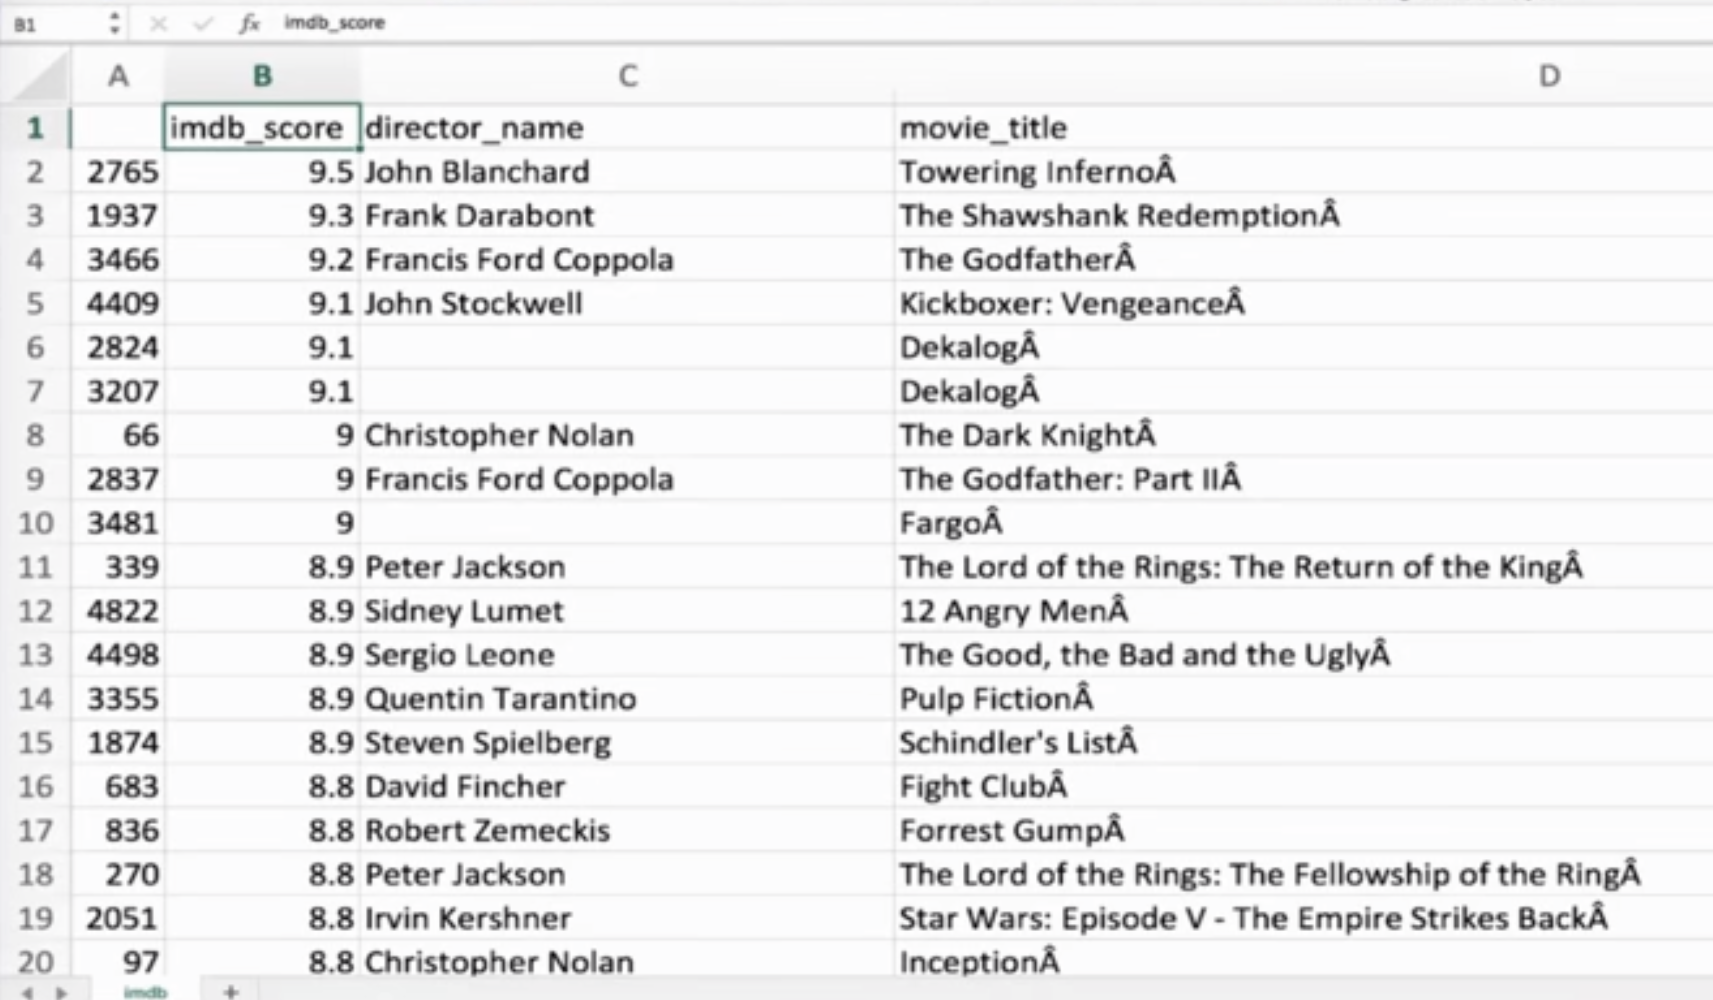 B1 fx imdb_score
A B C D
1 imdb_score director_name movie_title
2 2765 9.5 John Blanchard Towering InfernoÂ
3 1937 9.3 Frank Darabont The Shawshank RedemptionÂ
4 3466 9.2 Francis Ford Coppola The GodfatherÂ
5 4409 9.1 John Stockwell Kickboxer: VengeanceÂ
6 2824 9.1 DekalogÂ
7 3207 9.1 DekalogÂ
8 66 9 Christopher Nolan The Dark KnightÂ
9 2837 9 Francis Ford Coppola The Godfather: Part IIÂ
10 3481 9 FargoÂ
11 339 8.9 Peter Jackson The Lord of the Rings: The Return of the KingÂ
12 4822 8.9 Sidney Lumet 12 Angry MenÂ
13 4498 8.9 Sergio Leone The Good, the Bad and the UglyÂ
14 3355 8.9 Quentin Tarantino Pulp FictionÂ
15 1874 8.9 Steven Spielberg Schindler's ListÂ
16 683 8.8 David Fincher Fight ClubÂ
17 836 8.8 Robert Zemeckis Forrest GumpÂ
18 270 8.8 Peter Jackson The Lord of the Rings: The Fellowship of the RingÂ
19 2051 8.8 Irvin Kershner Star Wars: Episode V - The Empire Strikes BackÂ
20 97 8.8 Christopher Nolan InceptionÂ
imdb +